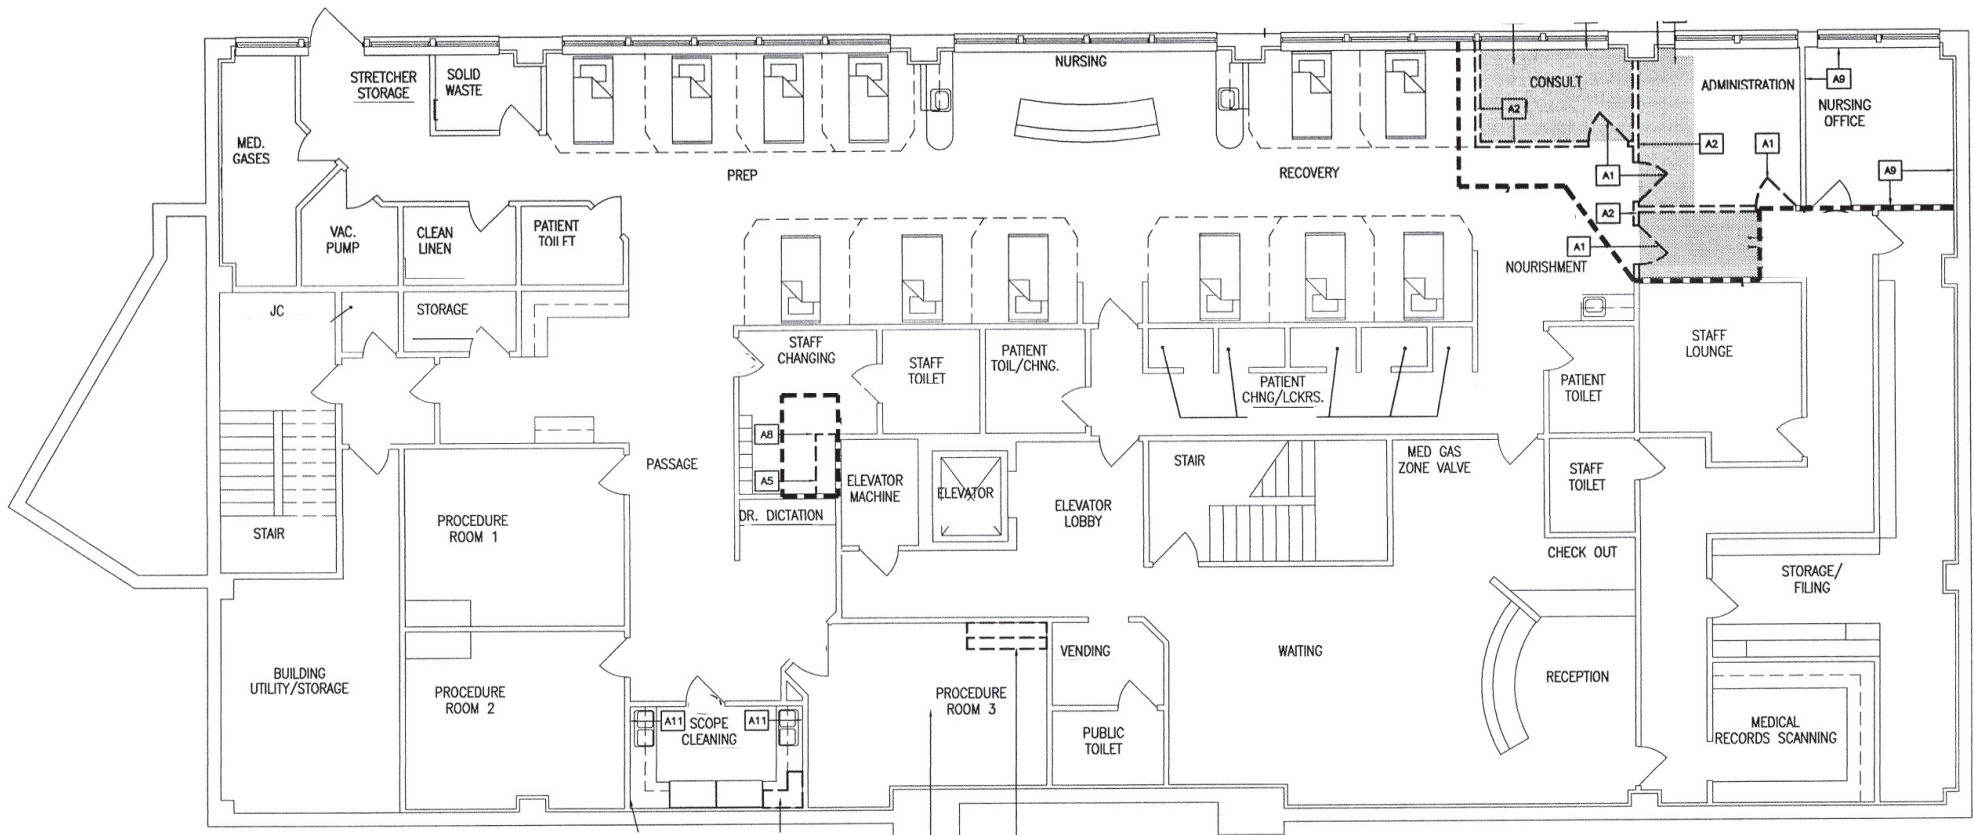 STRETCHER
STORAGE
SOLID
WASTE
NURSING
CONSULT
ADMINISTRATION
A9
NURSING
OFFICE
A2
MED.
GASES
A2
A1
PREP
RECOVERY
A1
A9
A2
VAC.
PUMP
CLEAN
LINEN
PATIENT
TOILET
A1
NOURISHMENT
JC
STORAGE
STAFF
CHANGING
STAFF
TOILET
PATIENT
TOIL/CHNG.
PATIENT
CHNG/LCKRS.
PATIENT
TOILET
STAFF
LOUNGE
A8
A5
PASSAGE
STAIR
MED GAS
ZONE VALVE
STAFF
TOILET
ELEVATOR
MACHINE
ELEVATOR
ELEVATOR
LOBBY
DR. DICTATION
STAIR
PROCEDURE
ROOM 1
CHECK OUT
STORAGE/
FILING
BUILDING
UTILITY/STORAGE
PROCEDURE
ROOM 2
VENDING
WAITING
RECEPTION
PROCEDURE
ROOM 3
A11
SCOPE
CLEANING
A11
PUBLIC
TOILET
MEDICAL
RECORDS SCANNING